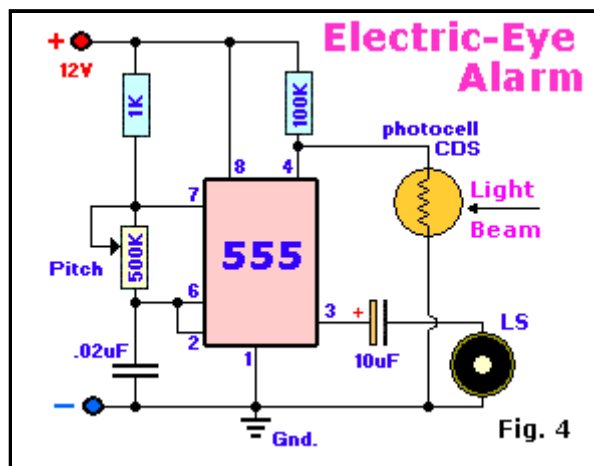 Electric-Eye
Alarm
+
12V
1K
100K
photocell
CDS
8
4
7
Light
Beam
555
Pitch
500K
6
3
+
LS
2
.02uF
10uF
1
−
Gnd.
Fig. 4